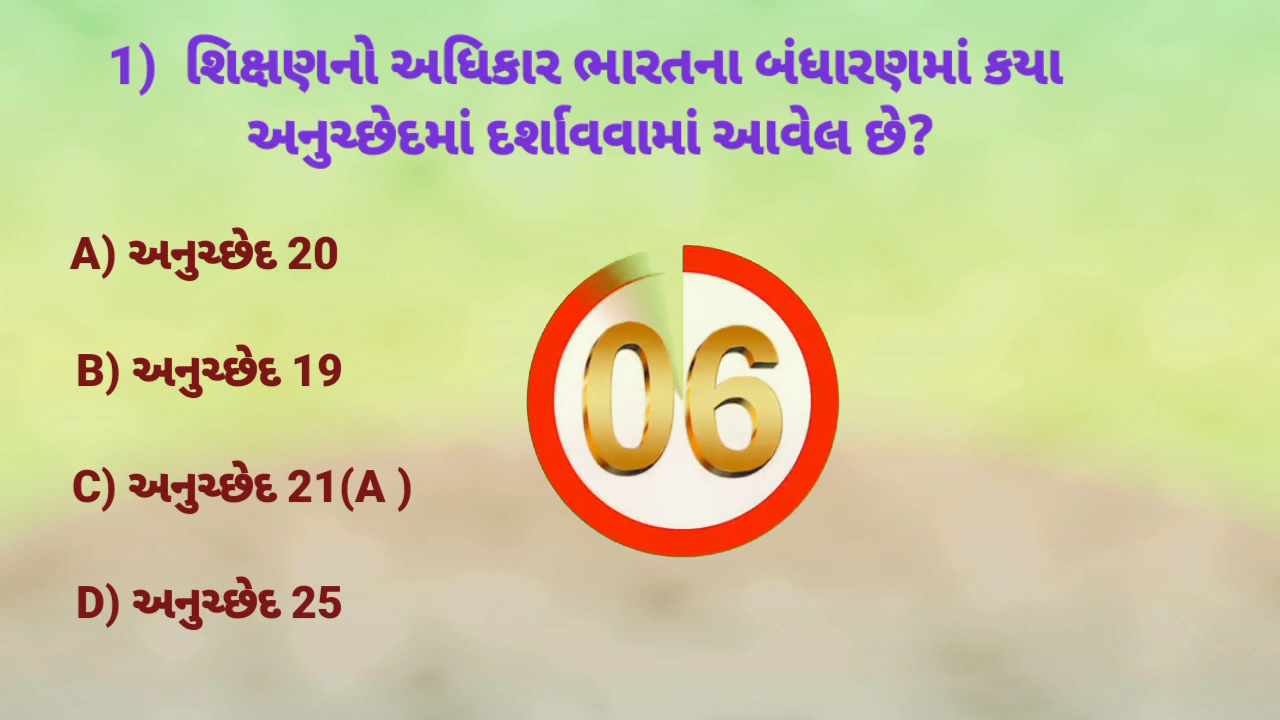 1) શિક્ષણનો અધિકાર ભારતના બંધારણમાં કયા
અનુચ્છેદમાં દર્શાવવામાં આવેલ છે?
A) અનુચ્છેદ 20
B) અનુચ્છેદ 19
C) અનુચ્છેદ 21(A )
D) અનુચ્છેદ 25
06